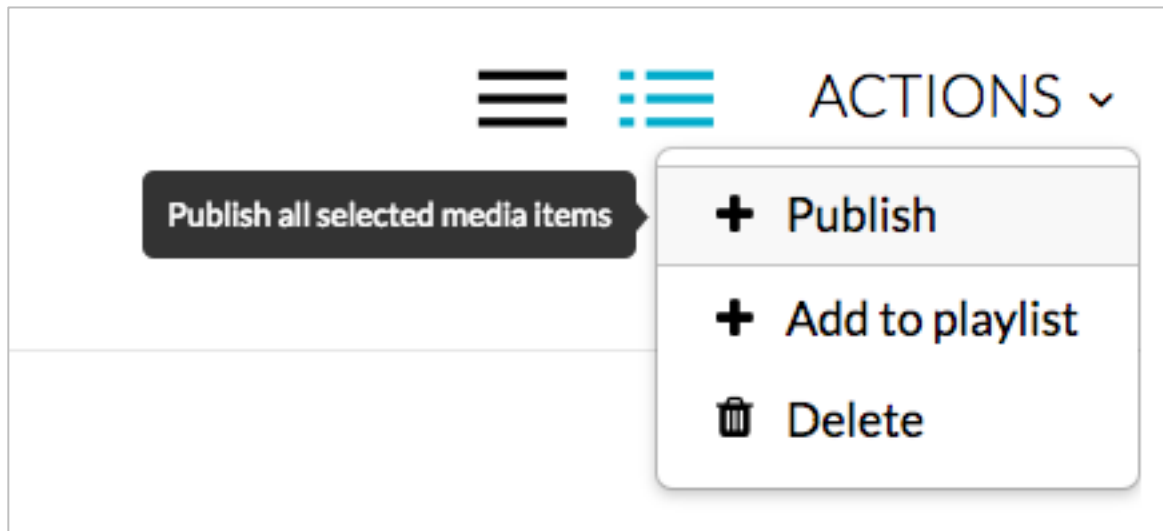 ACTIONS
Publish all selected media items
Publish
Add to playlist
Delete